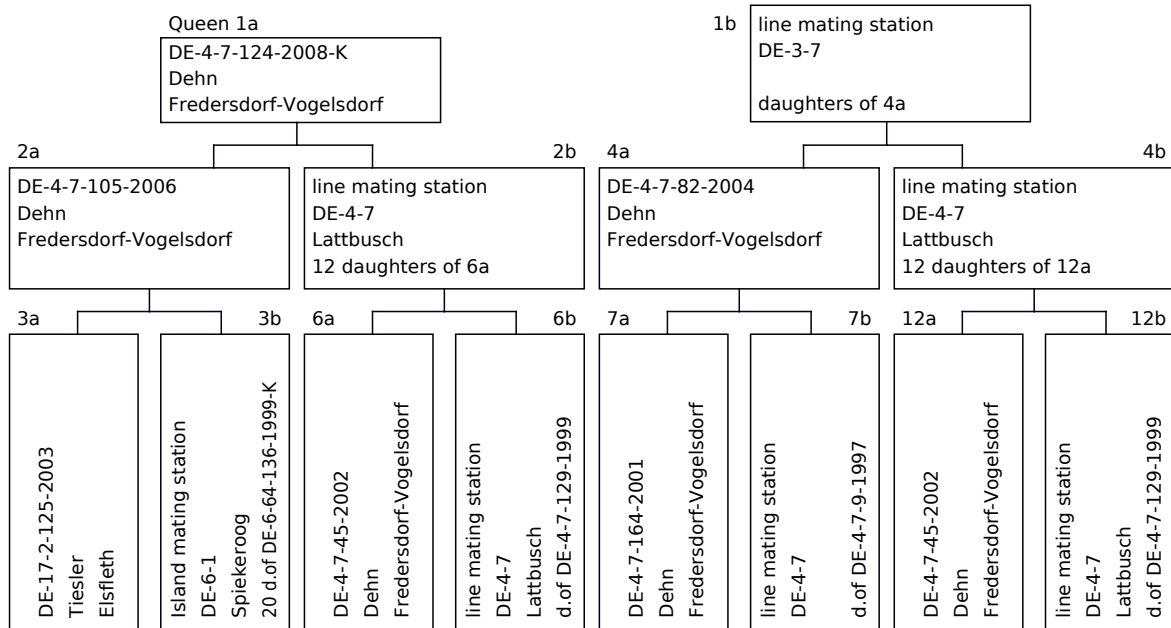 Queen 1a
DE-4-7-124-2008-K
Dehn
Fredersdorf-Vogelsdorf
1b
line mating station
DE-3-7
daughters of 4a
2a
DE-4-7-105-2006
Dehn
Fredersdorf-Vogelsdorf
2b
line mating station
DE-4-7
Lattbusch
12 daughters of 6a
4a
DE-4-7-82-2004
Dehn
Fredersdorf-Vogelsdorf
4b
line mating station
DE-4-7
Lattbusch
12 daughters of 12a
3a
DE-17-2-125-2003
Tiesler
Elsfleth
3b
Island mating station
DE-6-1
Spiekeroog
20 d.of DE-6-64-136-1999-K
6a
DE-4-7-45-2002
Dehn
Fredersdorf-Vogelsdorf
6b
line mating station
DE-4-7
Lattbusch
d.of DE-4-7-129-1999
7a
DE-4-7-164-2001
Dehn
Fredersdorf-Vogelsdorf
7b
line mating station
DE-4-7
d.of DE-4-7-9-1997
12a
DE-4-7-45-2002
Dehn
Fredersdorf-Vogelsdorf
12b
line mating station
DE-4-7
Lattbusch
d.of DE-4-7-129-1999